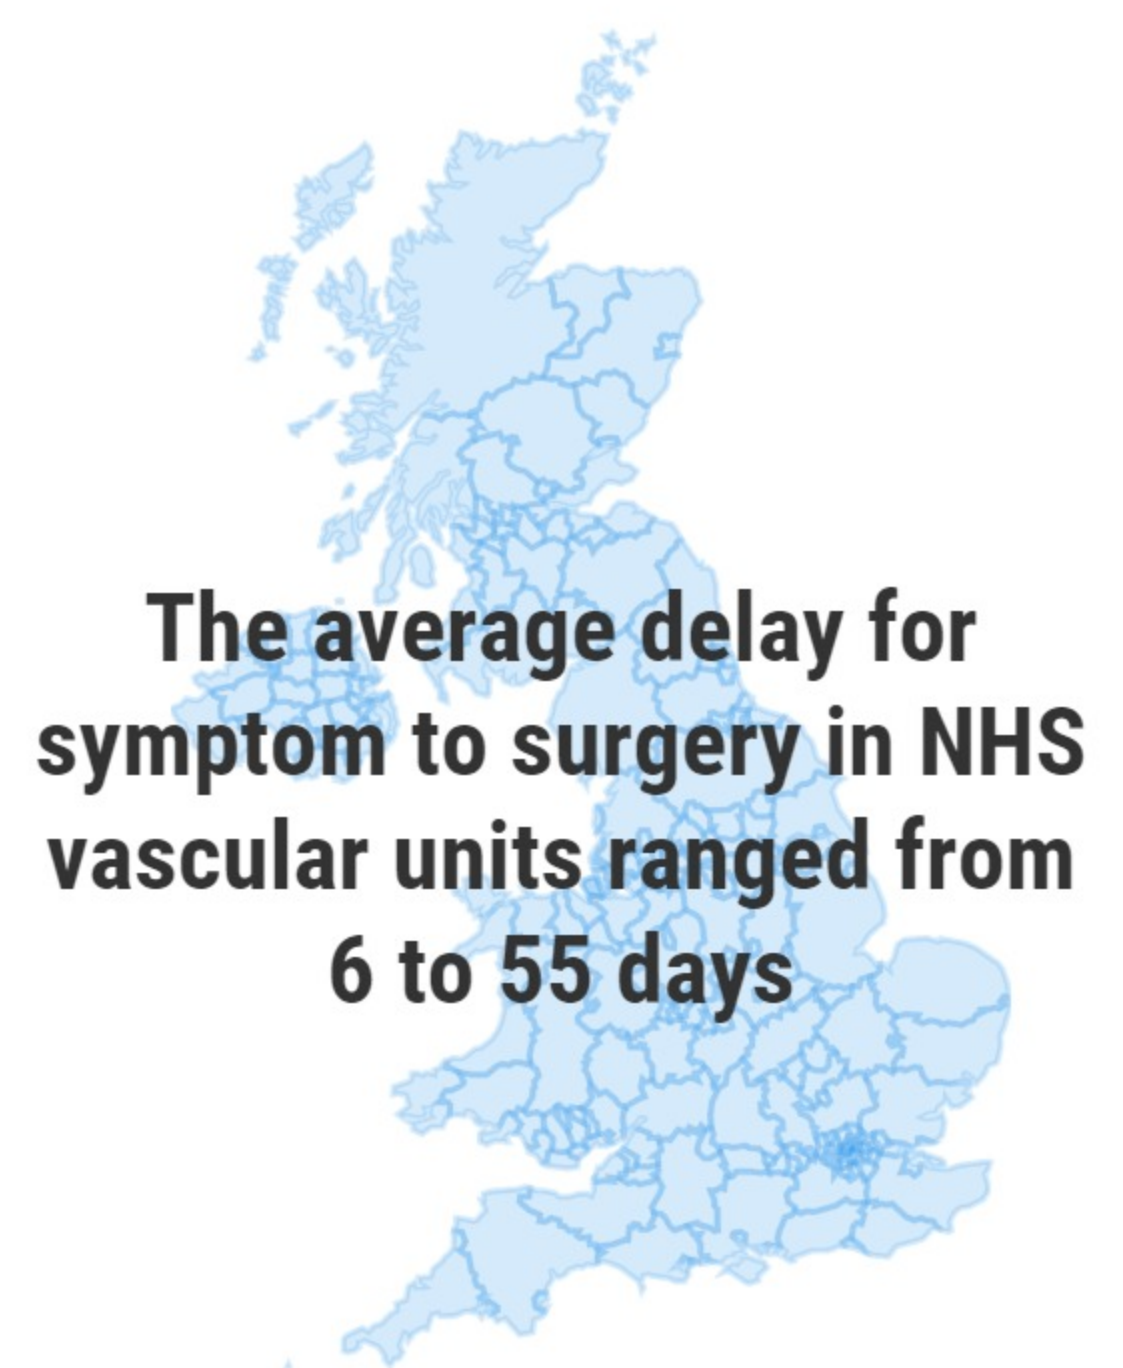 The average delay for
symptom to surgery in NHS
vascular units ranged from
6 to 55 days